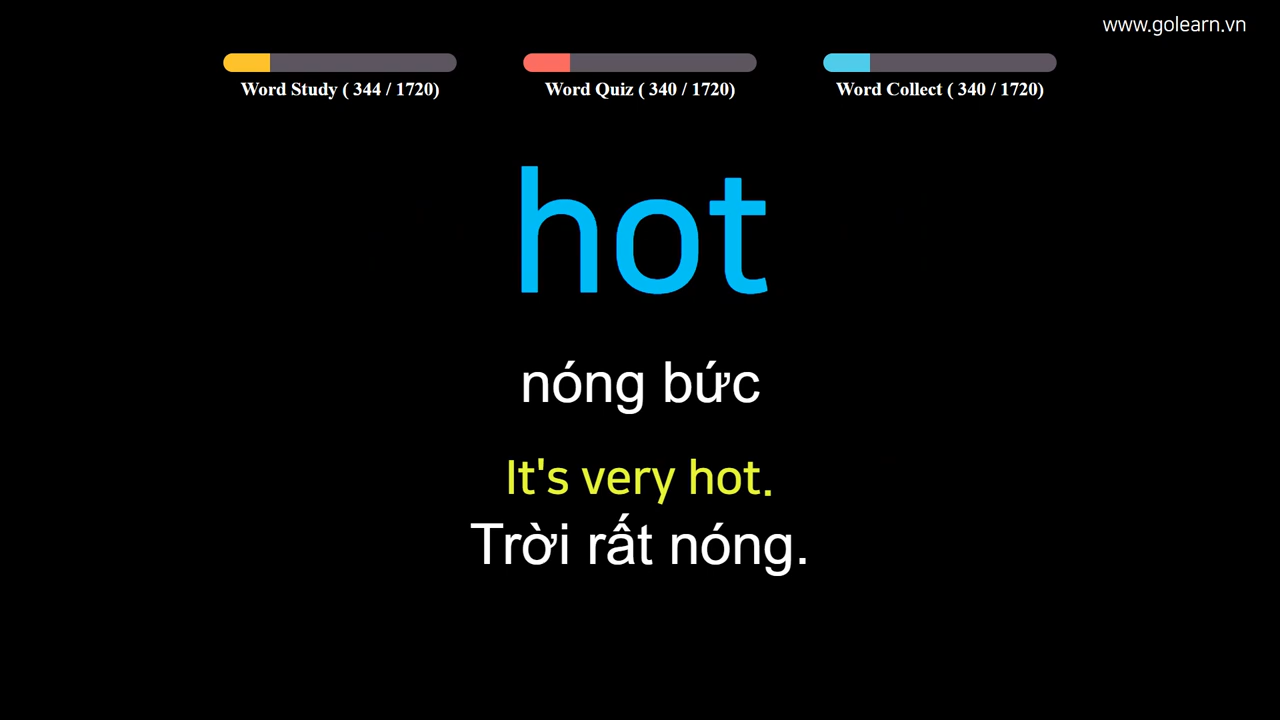 www.golearn.vn
Word Study ( 344 / 1720) Word Quiz ( 340 / 1720) Word Collect ( 340 / 1720)
hot
nóng bức
It's very hot.
Trời rất nóng.